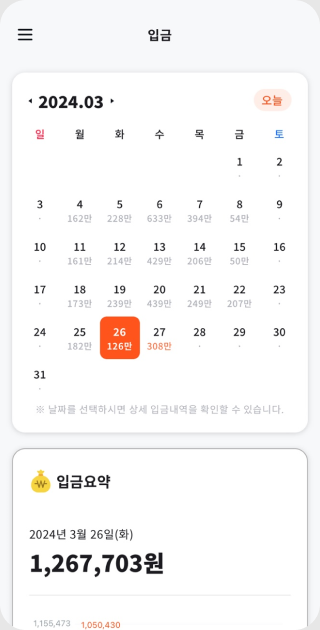 입금
2024.03
오늘
일 월 화 수 목 금 토
1 2
3 4 5 6 7 8 9
162만 228만 633만 394만 54만
10 11 12 13 14 15 16
161만 214만 429만 206만 50만
17 18 19 20 21 22 23
173만 239만 439만 249만 207만
24 25 26 27 28 29 30
182만 126만 308만
31
※ 날짜를 선택하시면 상세 입금내역을 확인할 수 있습니다.
입금요약
2024년 3월 26일(화)
1,267,703원
1,155,473 1,050,430